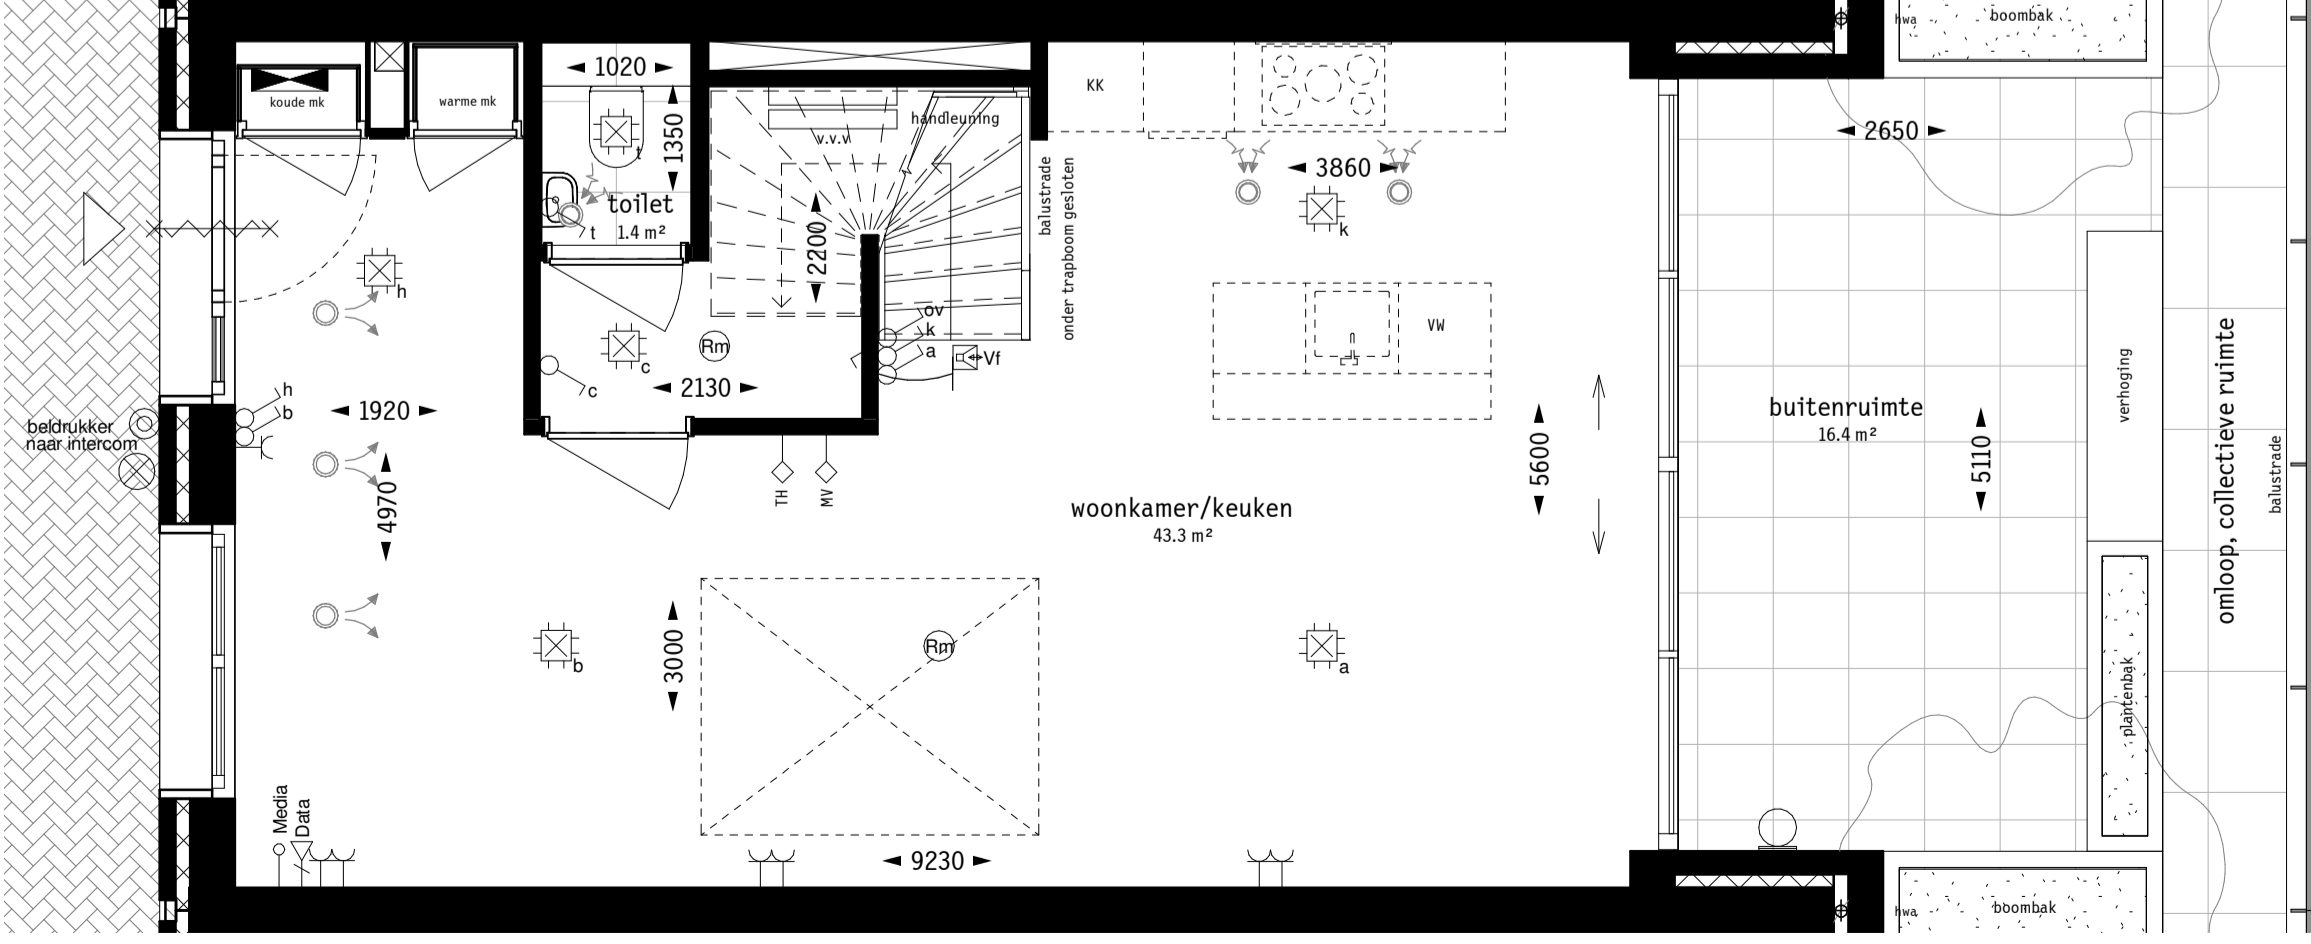 hwa
boombak
koude mk
warme mk
1020
1350
t
toilet
1.4 m²
t
v.v.v
handleuning
2200
balustrade
onder trapboom gesloten
KK
3860
k
2650
h
ov
k
a
Vf
Rm
c
c
2130
VW
h
b
1920
beldrukker
naar intercom
4970
TH
MV
woonkamer/keuken
43.3 m²
5600
buitenruimte
16.4 m²
5110
verhoging
omloop, collectieve ruimte
balustrade
b
3000
Rm
a
plantenbak
Media
Data
9230
hwa
boombak